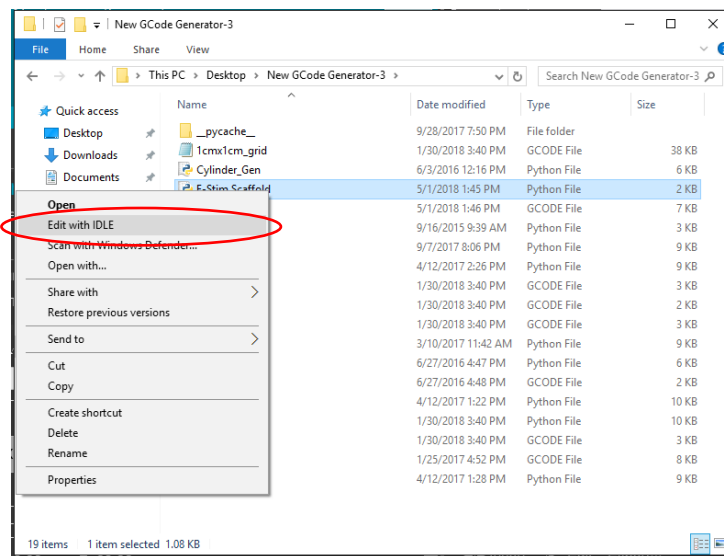 New GCode Generator-3
File Home Share View
This PC > Desktop > New GCode Generator-3 > Search New GCode Generator-3
Quick access
Desktop
Downloads
Documents
Name Date modified Type Size
__pycache__ 9/28/2017 7:50 PM File folder
1cmx1cm_grid 1/30/2018 3:40 PM GCODE File 38 KB
Cylinder_Gen 6/3/2016 12:16 PM Python File 6 KB
E-Stim Scaffold 5/1/2018 1:45 PM Python File 2 KB
5/1/2018 1:46 PM GCODE File 7 KB
9/16/2015 9:39 AM Python File 3 KB
9/7/2017 8:06 PM Python File 9 KB
4/12/2017 2:26 PM Python File 9 KB
1/30/2018 3:40 PM GCODE File 3 KB
1/30/2018 3:40 PM GCODE File 2 KB
1/30/2018 3:40 PM GCODE File 3 KB
3/10/2017 11:42 AM Python File 9 KB
6/27/2016 4:47 PM Python File 6 KB
6/27/2016 4:48 PM GCODE File 2 KB
4/12/2017 1:22 PM Python File 10 KB
1/30/2018 3:40 PM Python File 10 KB
1/30/2018 3:40 PM GCODE File 3 KB
1/25/2017 4:52 PM GCODE File 8 KB
4/12/2017 1:28 PM Python File 9 KB
Open
Edit with IDLE
Scan with Windows Defender...
Open with...
Share with
Restore previous versions
Send to
Cut
Copy
Create shortcut
Delete
Rename
Properties
19 items 1 item selected 1.08 KB